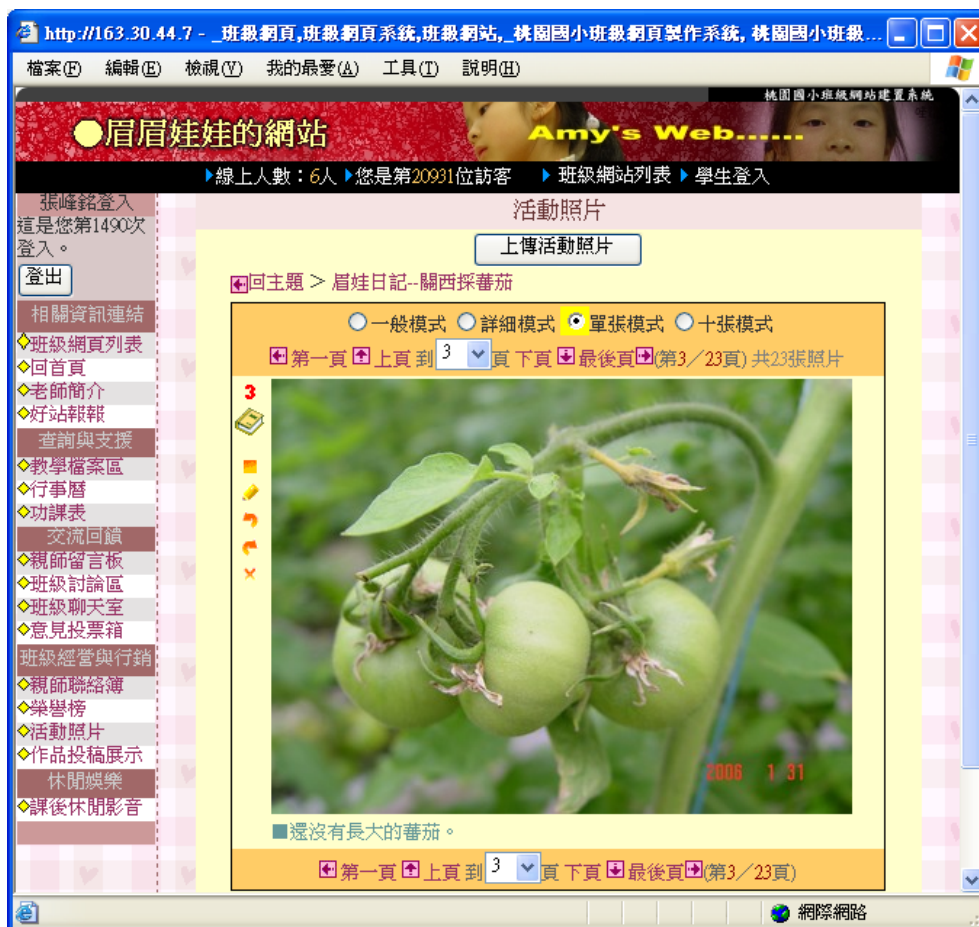 http://163.30.44.7 - _班級網頁,班級網頁系統,班級網站,_桃園國小班級網頁製作系統, 桃園國小班級...
檔案(F) 編輯(E) 檢視(V) 我的最愛(A) 工具(T) 說明(H)
桃園國小班級網站建置系統
●眉眉娃娃的網站 Amy's Web......
線上人數：6人 您是第20931位訪客 班級網站列表 學生登入
張峰銘登入
這是您第1490次
登入。
登出
相關資訊連結
班級網頁列表
回首頁
老師簡介
好站報報
查詢與支援
教學檔案區
行事曆
功課表
交流回饋
親師留言板
班級討論區
班級聊天室
意見投票箱
班級經營與行銷
親師聯絡簿
榮譽榜
活動照片
作品投稿展示
休閒娛樂
課後休閒影音
活動照片
上傳活動照片
回主題 > 眉娃日記--關西採蕃茄
一般模式 詳細模式 單張模式 十張模式
第一頁 上頁 到 3 頁 下頁 最後頁 (第3／23頁) 共23張照片
3
2006 1 31
■還沒有長大的蕃茄。
第一頁 上頁 到 3 頁 下頁 最後頁 (第3／23頁)
網際網路